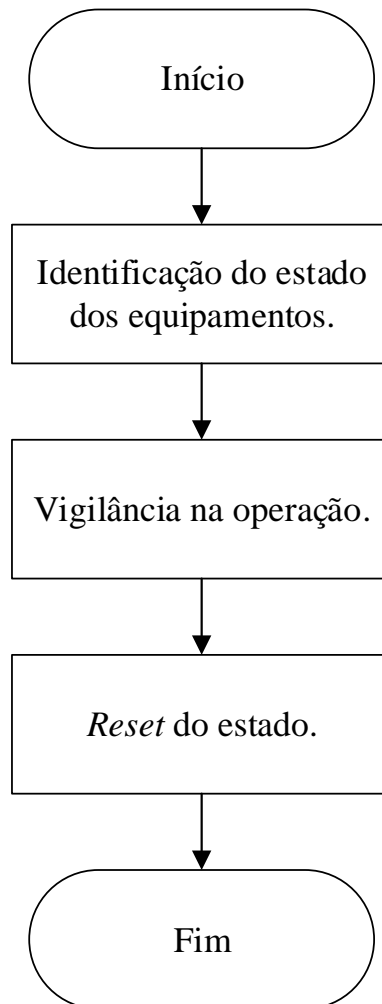 Início
Identificação do estado
dos equipamentos.
Vigilância na operação.
Reset do estado.
Fim